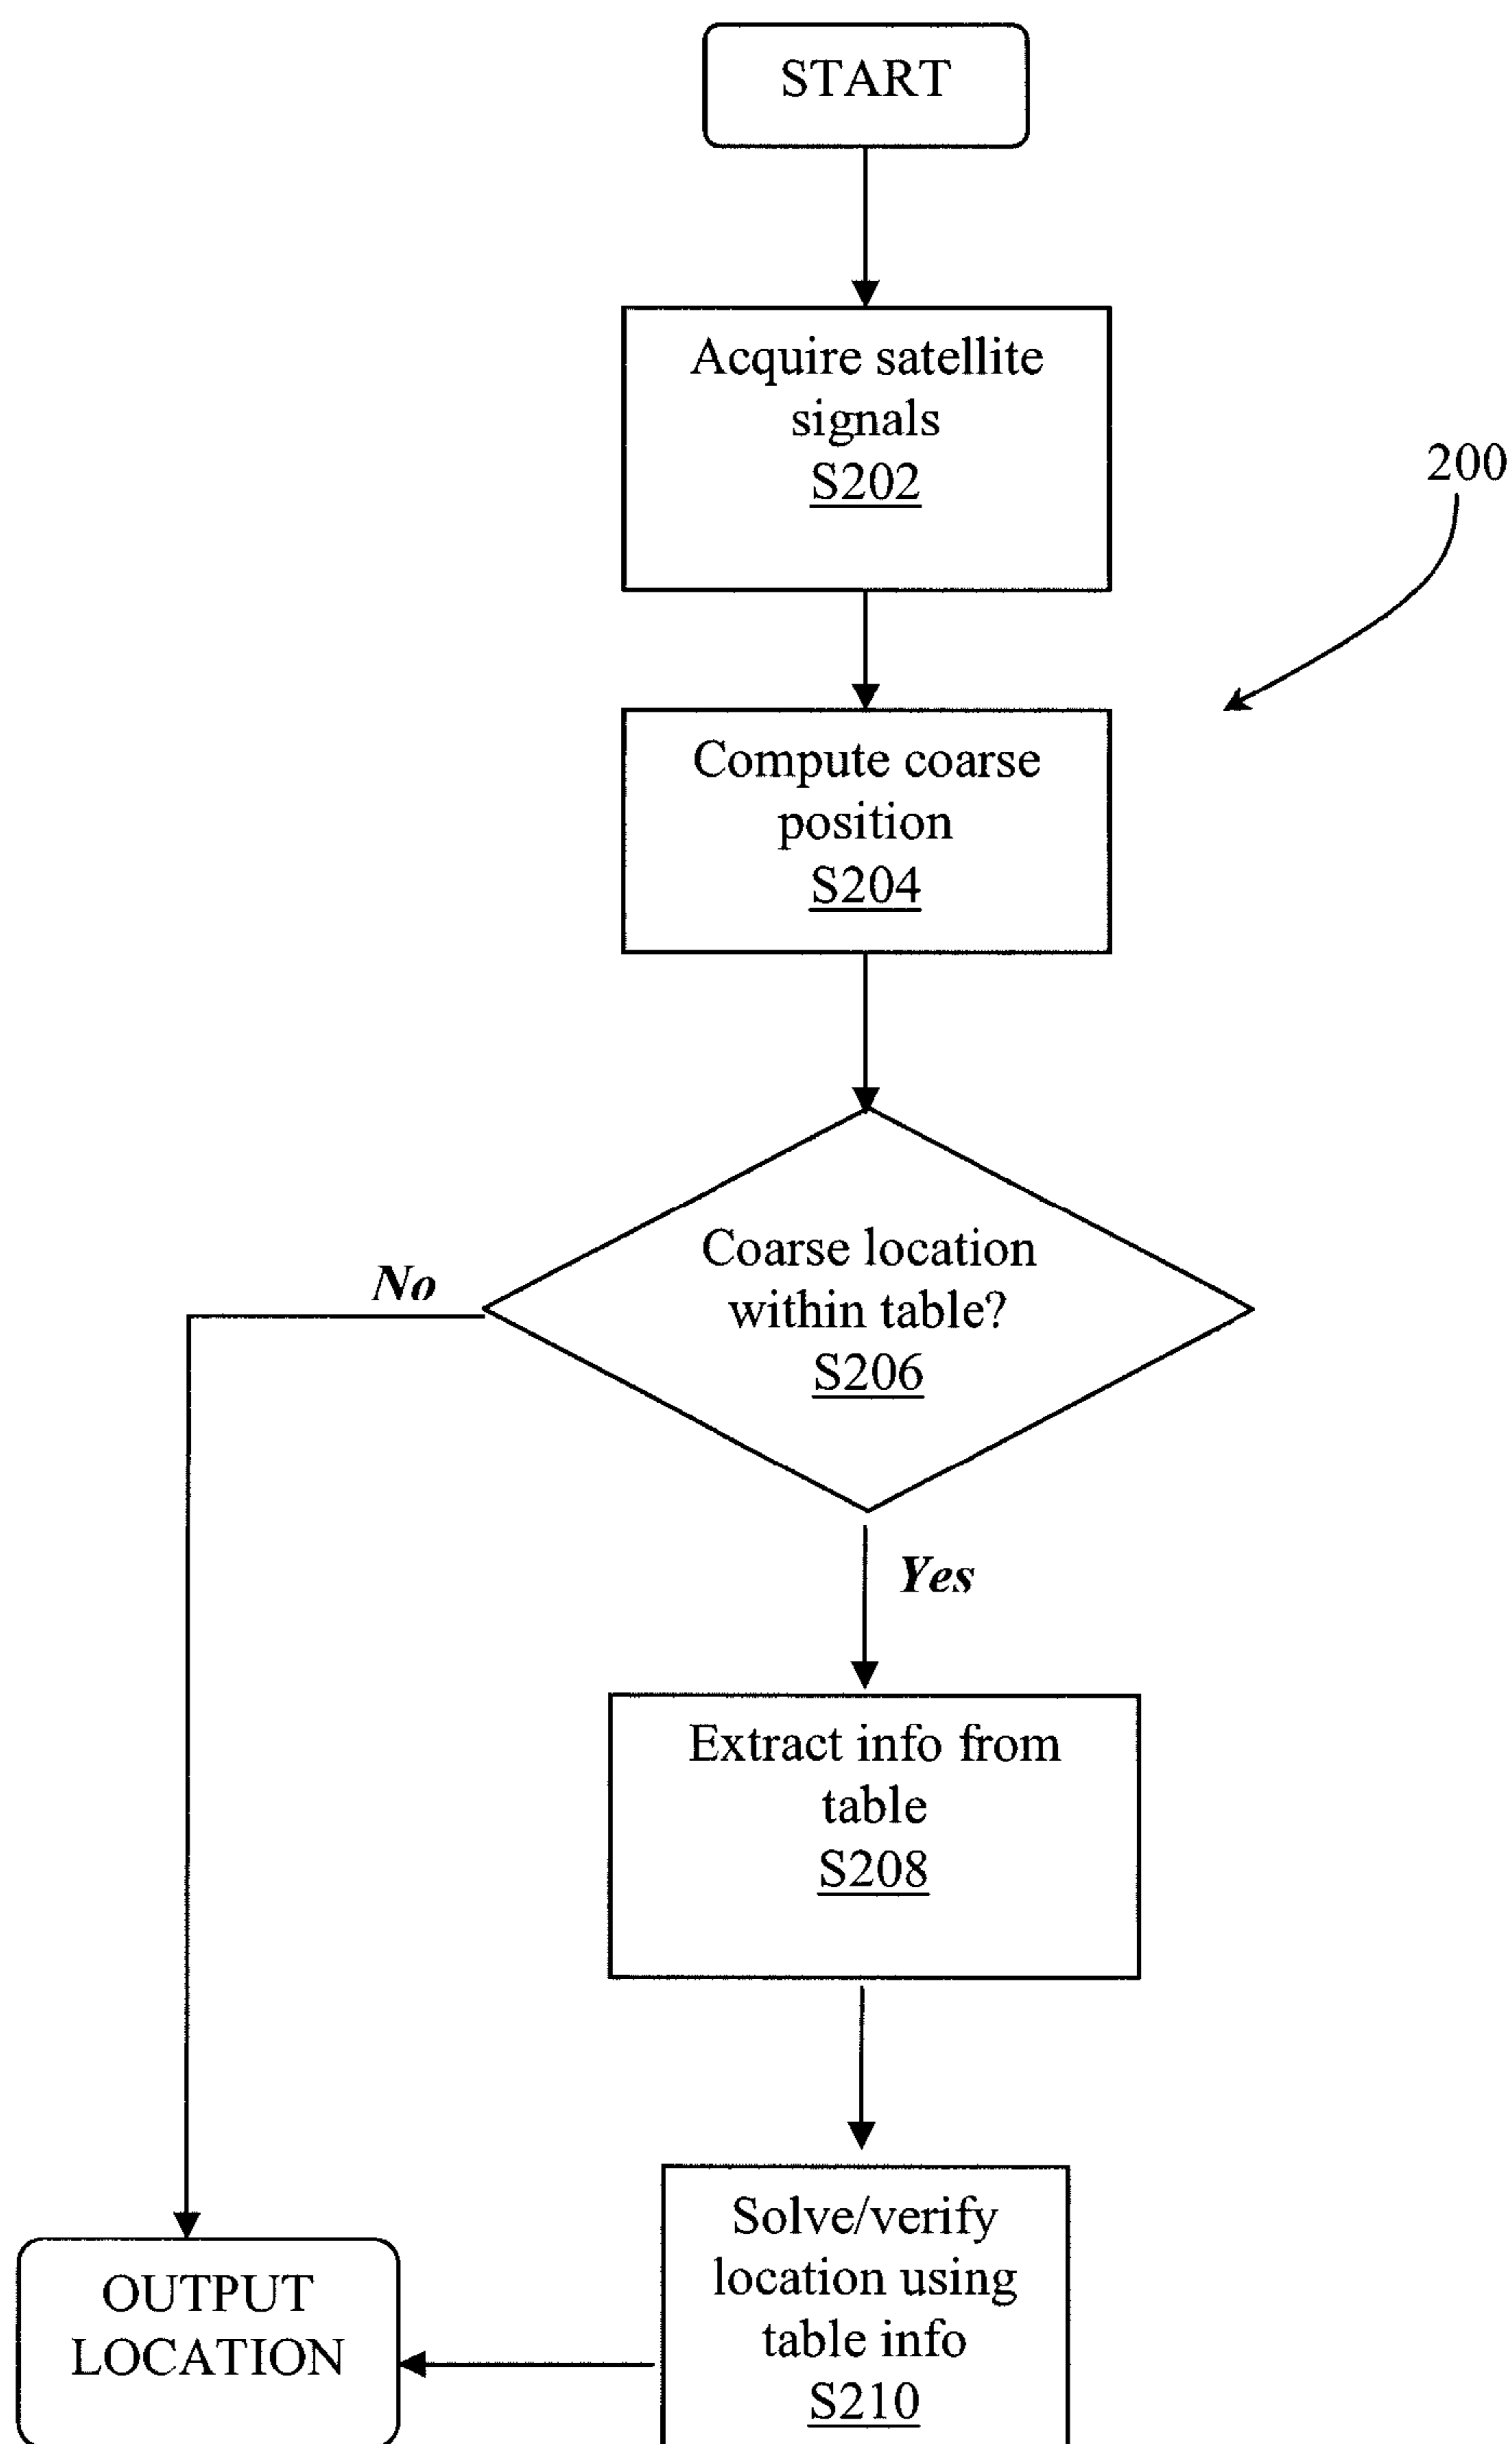 START
Acquire satellite
signals
S202
200
Compute coarse
position
S204
Coarse location
within table?
S206
No
Yes
Extract info from
table
S208
Solve/verify
location using
table info
S210
OUTPUT
LOCATION